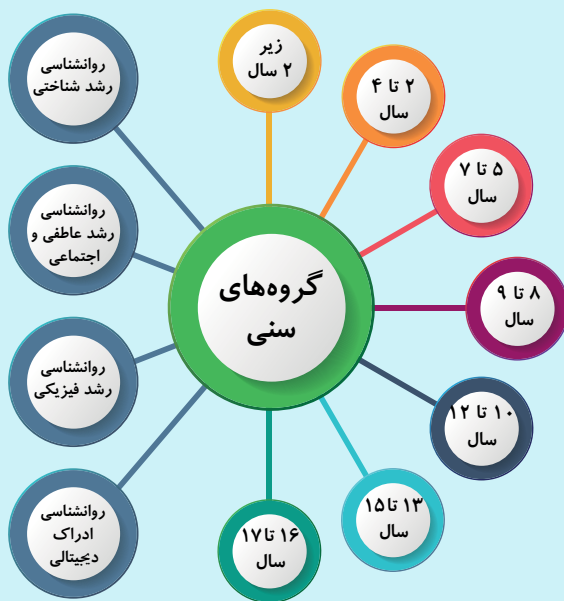 گروه‌های
سنی
زیر
۲ سال
۲ تا ۴
سال
۵ تا ۷
سال
۸ تا ۹
سال
۱۰ تا ۱۲
سال
۱۳ تا۱۵
سال
۱۶ تا۱۷
سال
روانشناسی
رشد شناختی
روانشناسی
رشد عاطفی و
اجتماعی
روانشناسی
رشد فیزیکی
روانشناسی
ادراک
دیجیتالی